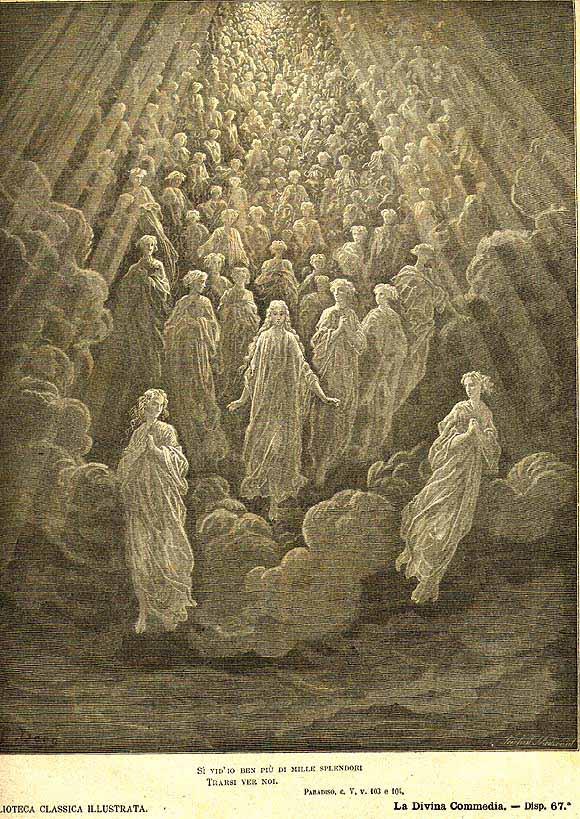 SÌ VID'IO BEN PIÙ DI MILLE SPLENDORI
TRARSI VER NOI.
PARADISO, c. V, v. 103 e 104,
LIOTECA CLASSICA ILLUSTRATA.
La Divina Commedia. — Disp. 67.ª